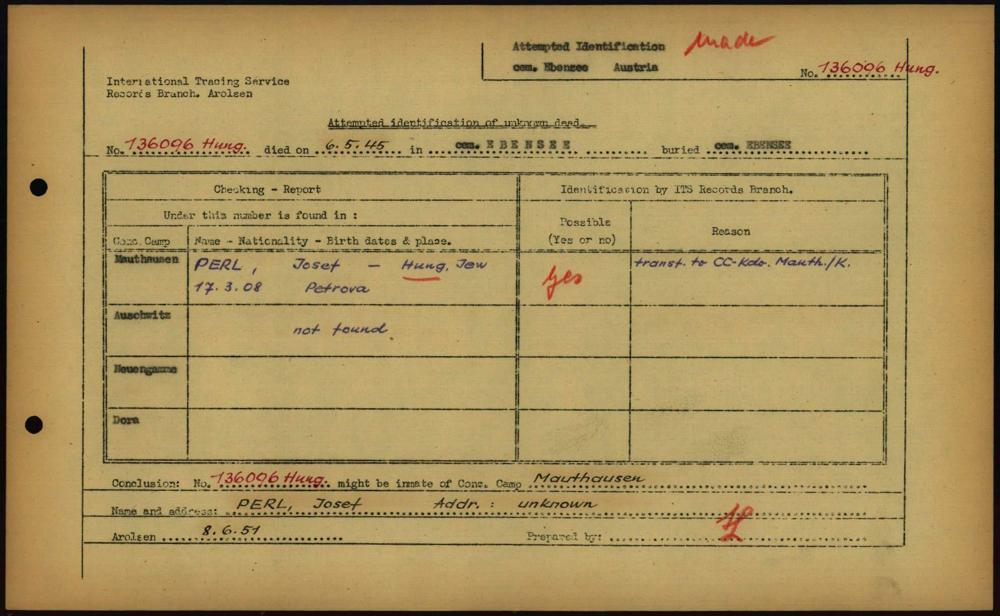 Attempted Identification made
cem. Ebensee Austria
No. 136096 Hung.
International Tracing Service
Records Branch. Arolsen
Attempted identification of unknown dead.
No. 136096 Hung. died on 6.5.45 in cem. EBENSEE buried cem. EBENSEE
Checking - Report
Identification by ITS Records Branch.
Under this number is found in :
Possible
(Yes or no)
Reason
Conc. Camp
Name - Nationality - Birth dates & place.
Mauthausen
PERL, Josef - Hung. Jew
17.3.08 Petrova
yes
transf. to CC-Kdo. Mauth./K.
Auschwitz
not found
Neuengamme
Dora
Conclusion: No. 136096 Hung. might be inmate of Conc. Camp Mauthausen
Name and address: PERL, Josef Addr. : unknown
Arolsen 8.6.51
Prepared by: